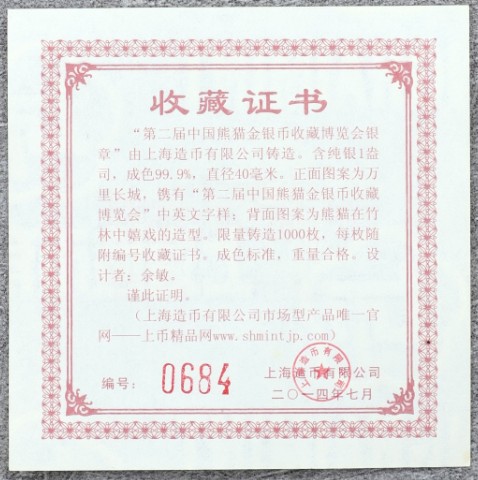 收藏证书
“第二届中国熊猫金银币收藏博览会银
章”由上海造币有限公司铸造。含纯银1盎
司，成色99.9%，直径40毫米。正面图案为万
里长城，镌有“第二届中国熊猫金银币收藏
博览会”中英文字样；背面图案为熊猫在竹
林中嬉戏的造型。限量铸造1000枚，每枚随
附编号收藏证书。成色标准，重量合格。设
计者：余敏。
谨此证明。
（上海造币有限公司市场型产品唯一官
网——上币精品网www.shmintjp.com）
编号：0684
上海造币有限公司
二〇一四年七月